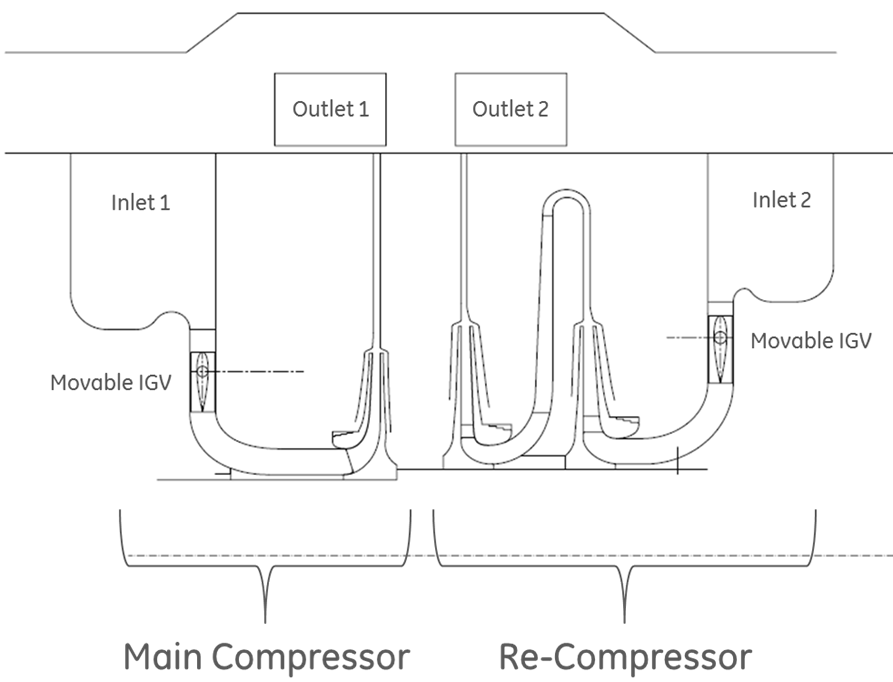 Outlet 1
Outlet 2
Inlet 1
Inlet 2
Movable IGV
Movable IGV
Main Compressor
Re-Compressor